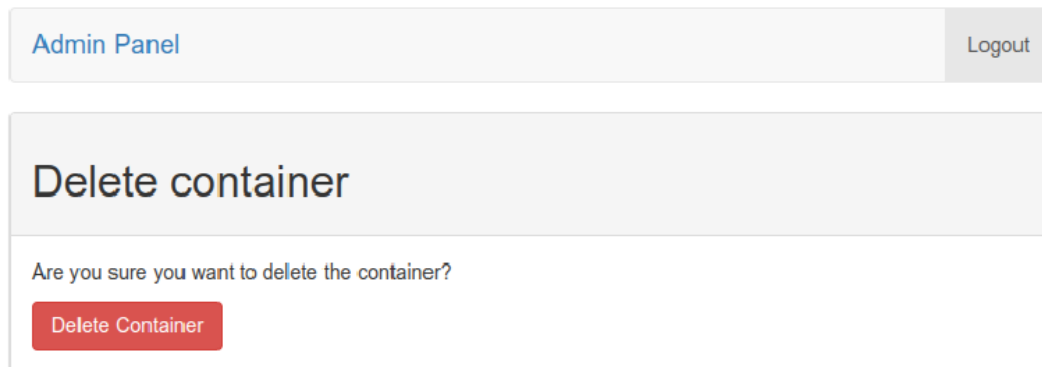 Admin Panel
Logout
Delete container
Are you sure you want to delete the container?
Delete Container